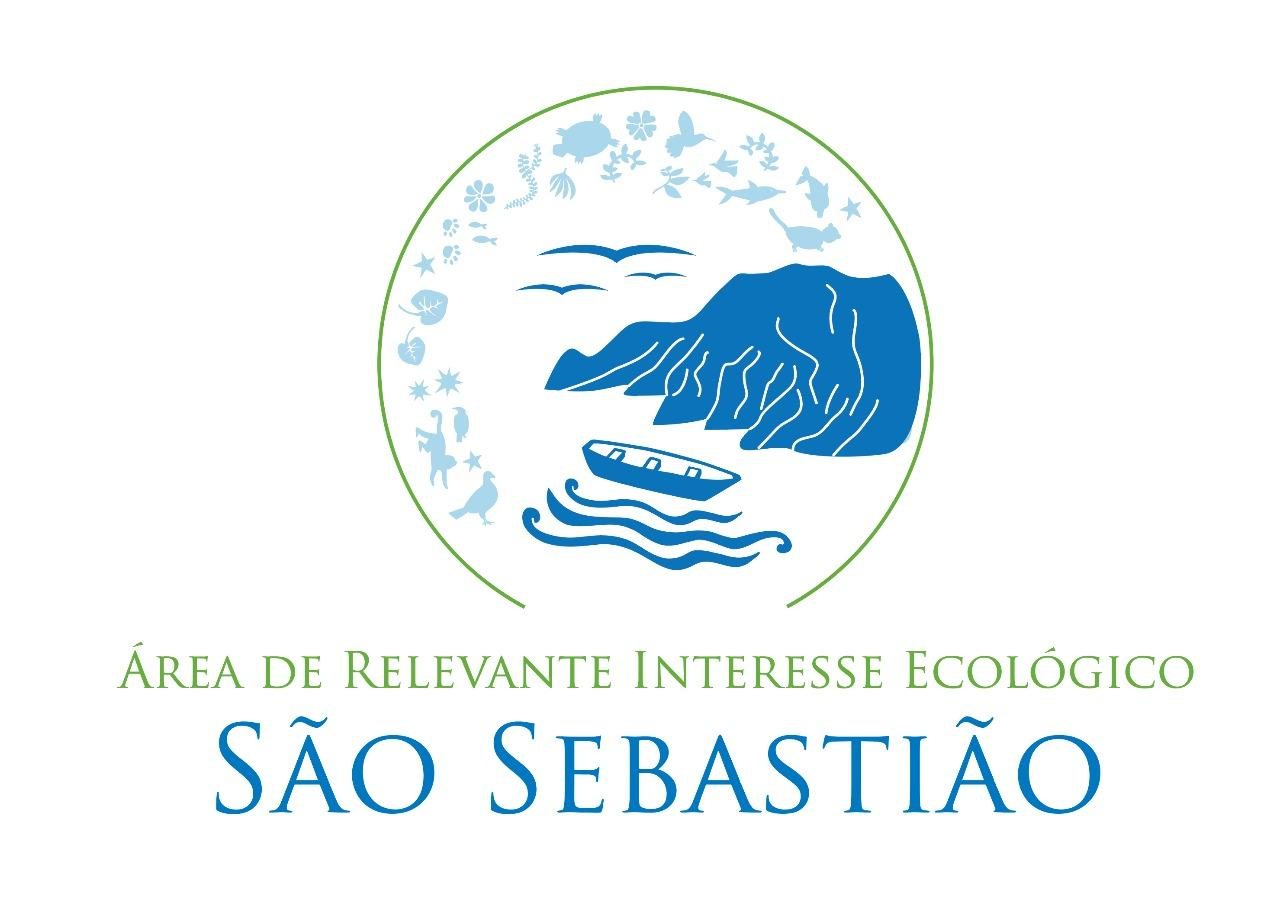 Área de Relevante Interesse Ecológico
São Sebastião